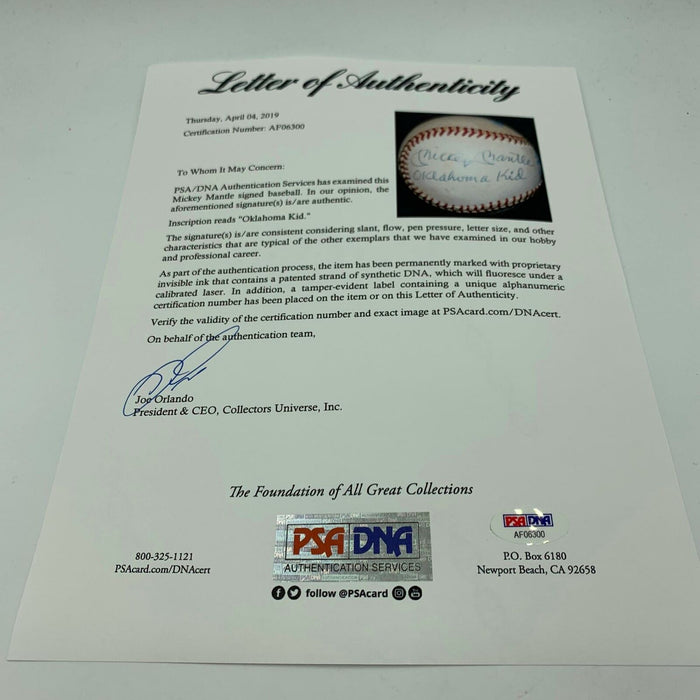 Letter of Authenticity
Thursday, April 04, 2019
Certification Number: AF06300
Mickey Mantle
Oklahoma Kid
To Whom It May Concern:
PSA/DNA Authentication Services has examined this
Mickey Mantle signed baseball. In our opinion, the
aforementioned signature(s) is/are authentic.
Inscription reads "Oklahoma Kid."
The signature(s) is/are consistent considering slant, flow, pen pressure, letter size, and other
characteristics that are typical of the other exemplars that we have examined in our hobby
and professional career.
As part of the authentication process, the item has been permanently marked with proprietary
invisible ink that contains a patented strand of synthetic DNA, which will fluoresce under a
calibrated laser. In addition, a tamper-evident label containing a unique alphanumeric
certification number has been placed on the item or on this Letter of Authenticity.
Verify the validity of the certification number and exact image at PSAcard.com/DNAcert.
On behalf of the authentication team,
Joe Orlando
President & CEO, Collectors Universe, Inc.
The Foundation of All Great Collections
PSA DNA
AUTHENTICATION SERVICES
PSA DNA
AF06300
800-325-1121
PSAcard.com/DNAcert
P.O. Box 6180
Newport Beach, CA 92658
follow @PSAcard